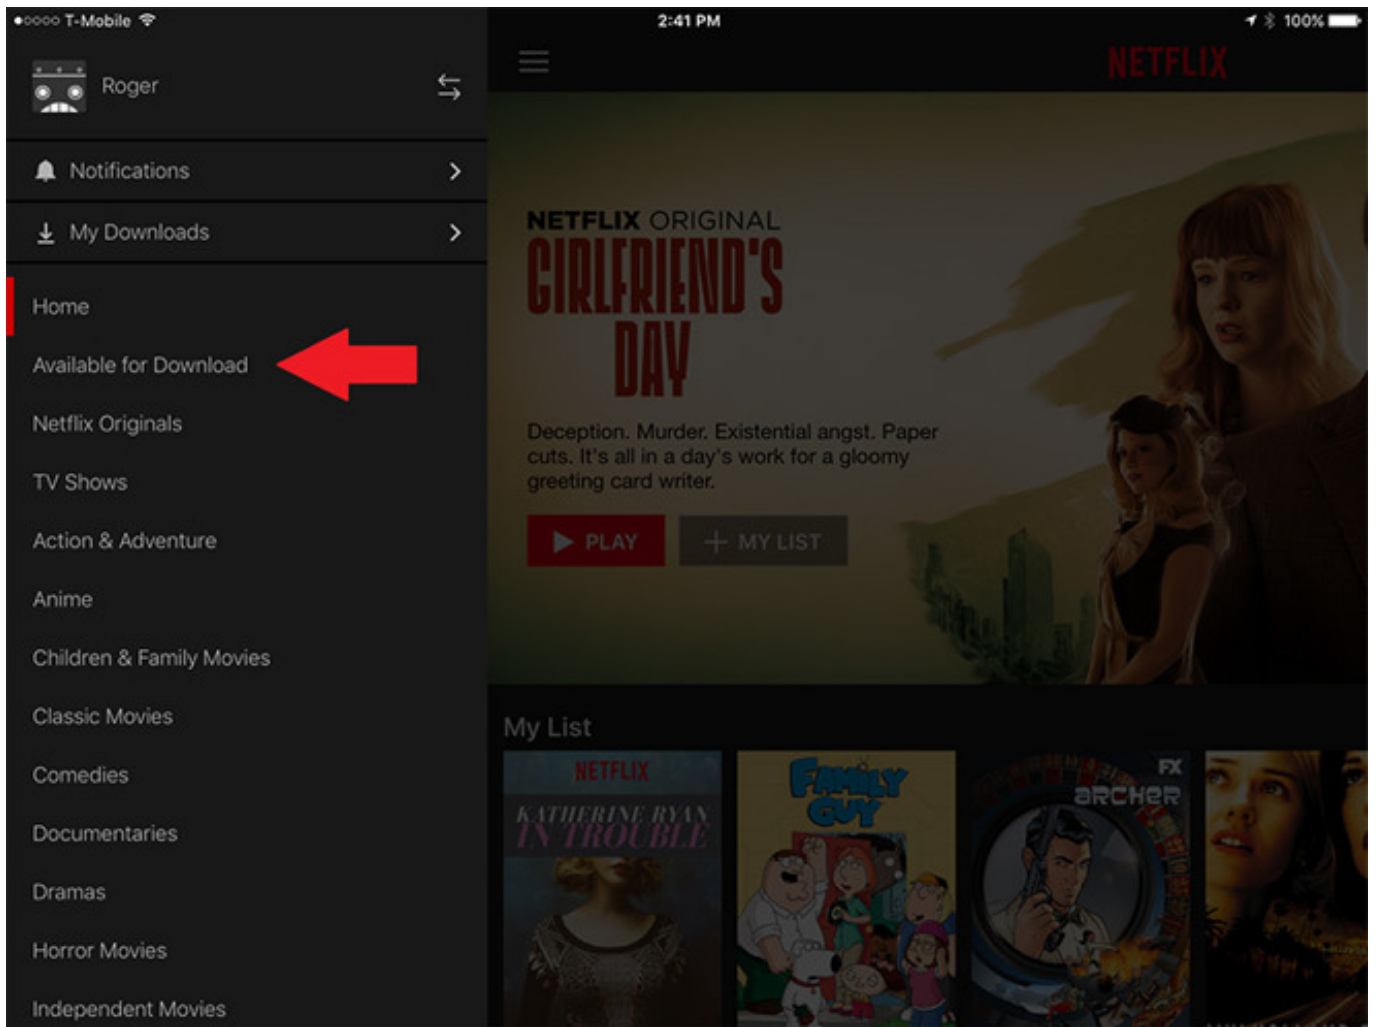 T-Mobile
2:41 PM
100%
Roger
Notifications
My Downloads
Home
Available for Download
Netflix Originals
TV Shows
Action & Adventure
Anime
Children & Family Movies
Classic Movies
Comedies
Documentaries
Dramas
Horror Movies
Independent Movies
NETFLIX
NETFLIX ORIGINAL
GIRLFRIEND'S
DAY
Deception. Murder. Existential angst. Paper
cuts. It's all in a day's work for a gloomy
greeting card writer.
PLAY
MY LIST
My List
NETFLIX
KATHERINE RYAN
IN TROUBLE
FAMILY
GUY
FX
ARCHER